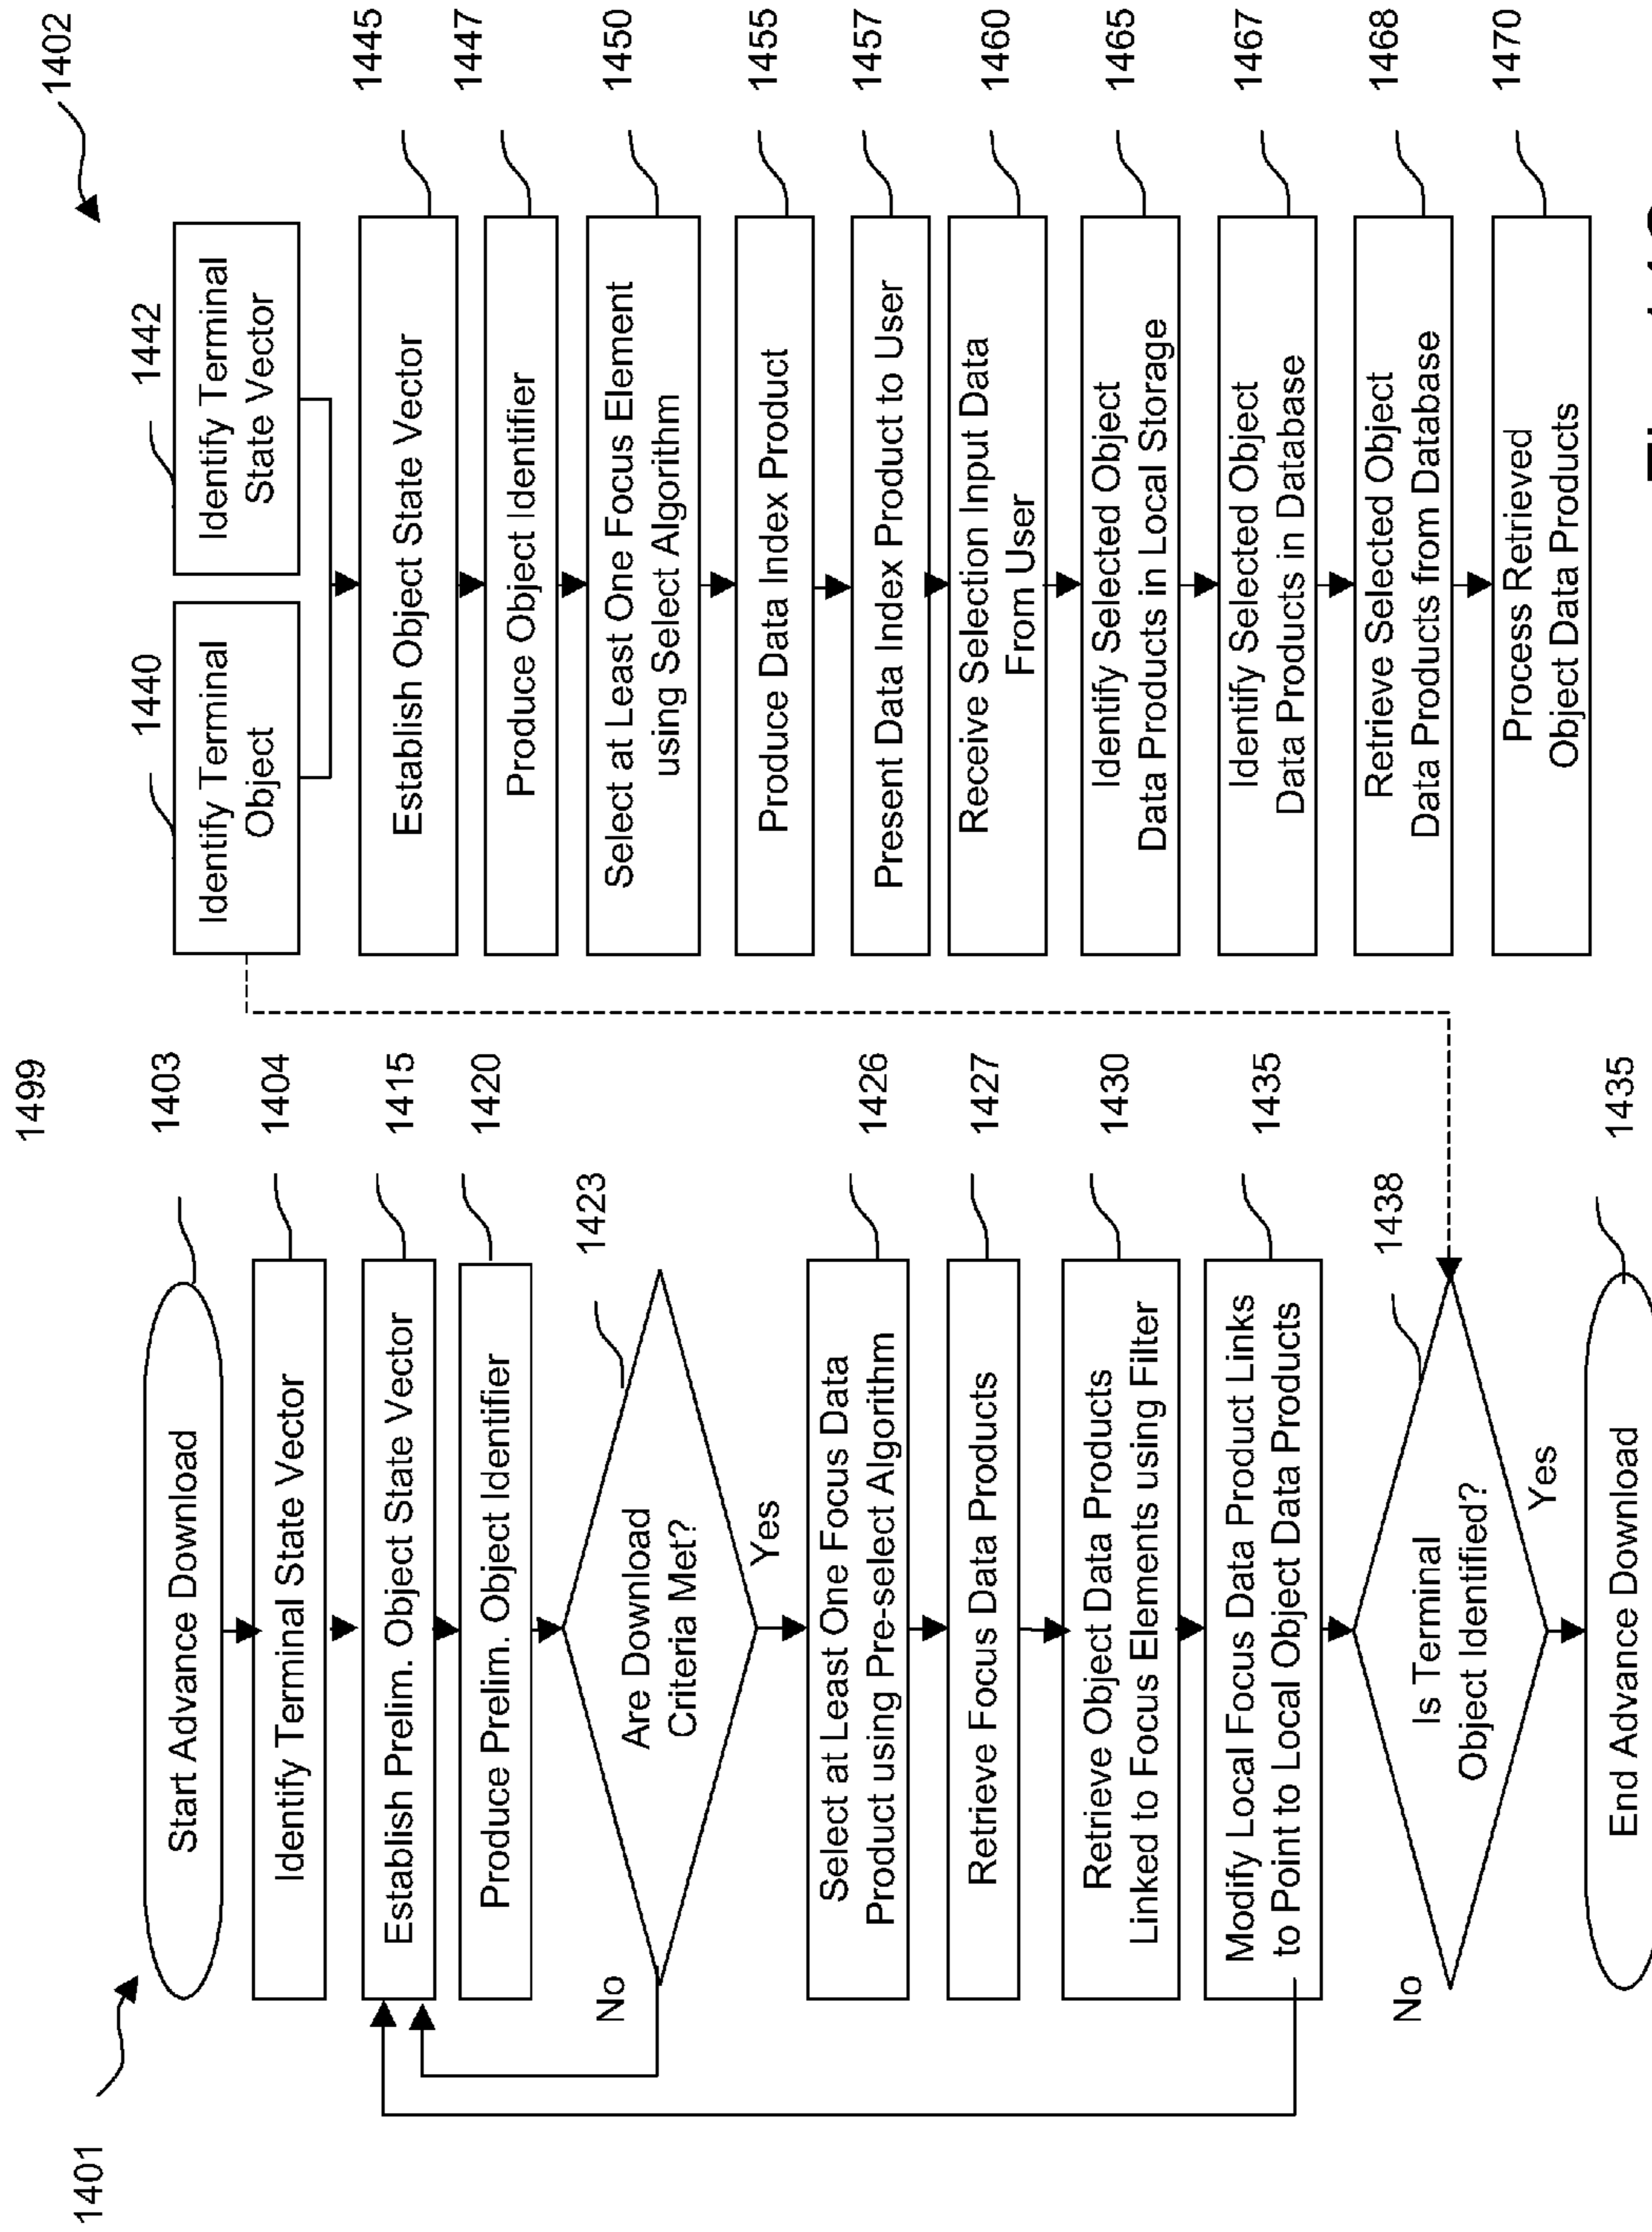 1499
1401
Start Advance Download
1403
Identify Terminal State Vector
1404
Establish Prelim. Object State Vector
1415
Produce Prelim. Object Identifier
1420
Are Download
Criteria Met?
1423
No
Yes
Select at Least One Focus Data
Product using Pre-select Algorithm
1426
Retrieve Focus Data Products
1427
Retrieve Object Data Products
Linked to Focus Elements using Filter
1430
Modify Local Focus Data Product Links
to Point to Local Object Data Products
1435
Is Terminal
Object Identified?
1438
No
Yes
End Advance Download
1435
1402
Identify Terminal
Object
1440
Identify Terminal
State Vector
1442
Establish Object State Vector
1445
Produce Object Identifier
1447
Select at Least One Focus Element
using Select Algorithm
1450
Produce Data Index Product
1455
Present Data Index Product to User
1457
Receive Selection Input Data
From User
1460
Identify Selected Object
Data Products in Local Storage
1465
Identify Selected Object
Data Products in Database
1467
Retrieve Selected Object
Data Products from Database
1468
Process Retrieved
Object Data Products
1470